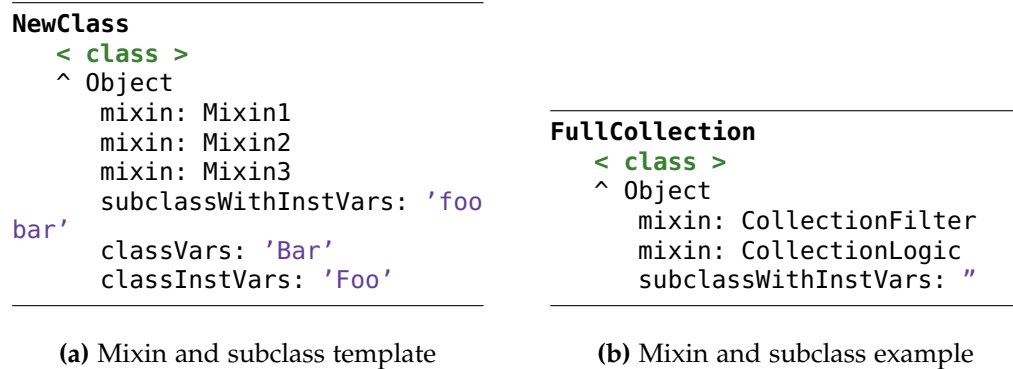 NewClass
< class >
^ Object
mixin: Mixin1
mixin: Mixin2
mixin: Mixin3
subclassWithInstVars: ’foo
bar’
classVars: ’Bar’
classInstVars: ’Foo’
(a) Mixin and subclass template
FullCollection
< class >
^ Object
mixin: CollectionFilter
mixin: CollectionLogic
subclassWithInstVars: ’’
(b) Mixin and subclass example